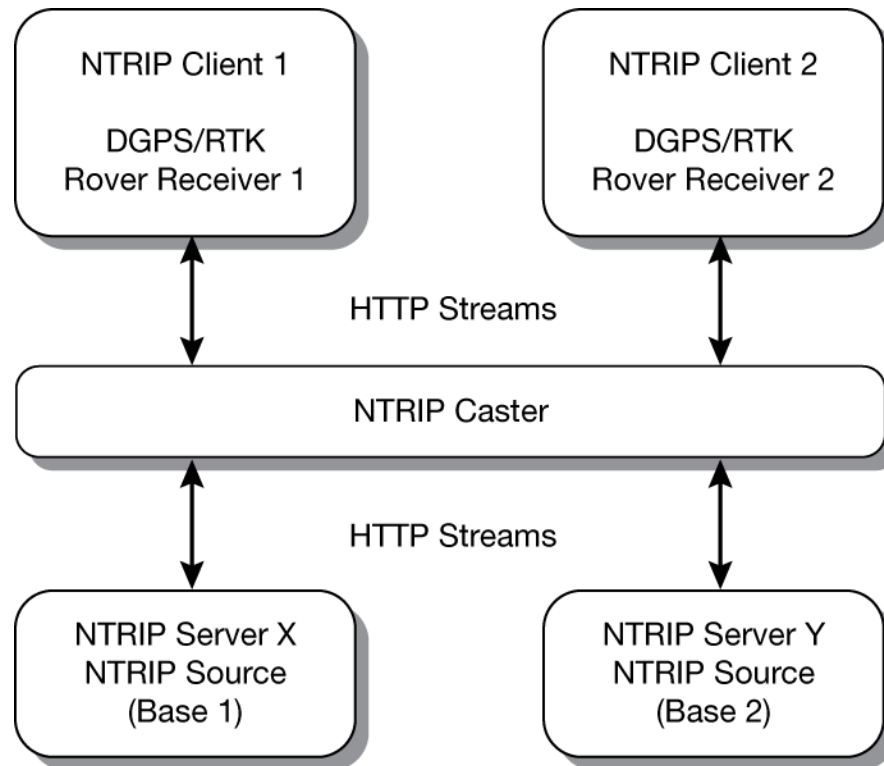 NTRIP Client 1
DGPS/RTK
Rover Receiver 1
NTRIP Client 2
DGPS/RTK
Rover Receiver 2
HTTP Streams
NTRIP Caster
HTTP Streams
NTRIP Server X
NTRIP Source
(Base 1)
NTRIP Server Y
NTRIP Source
(Base 2)